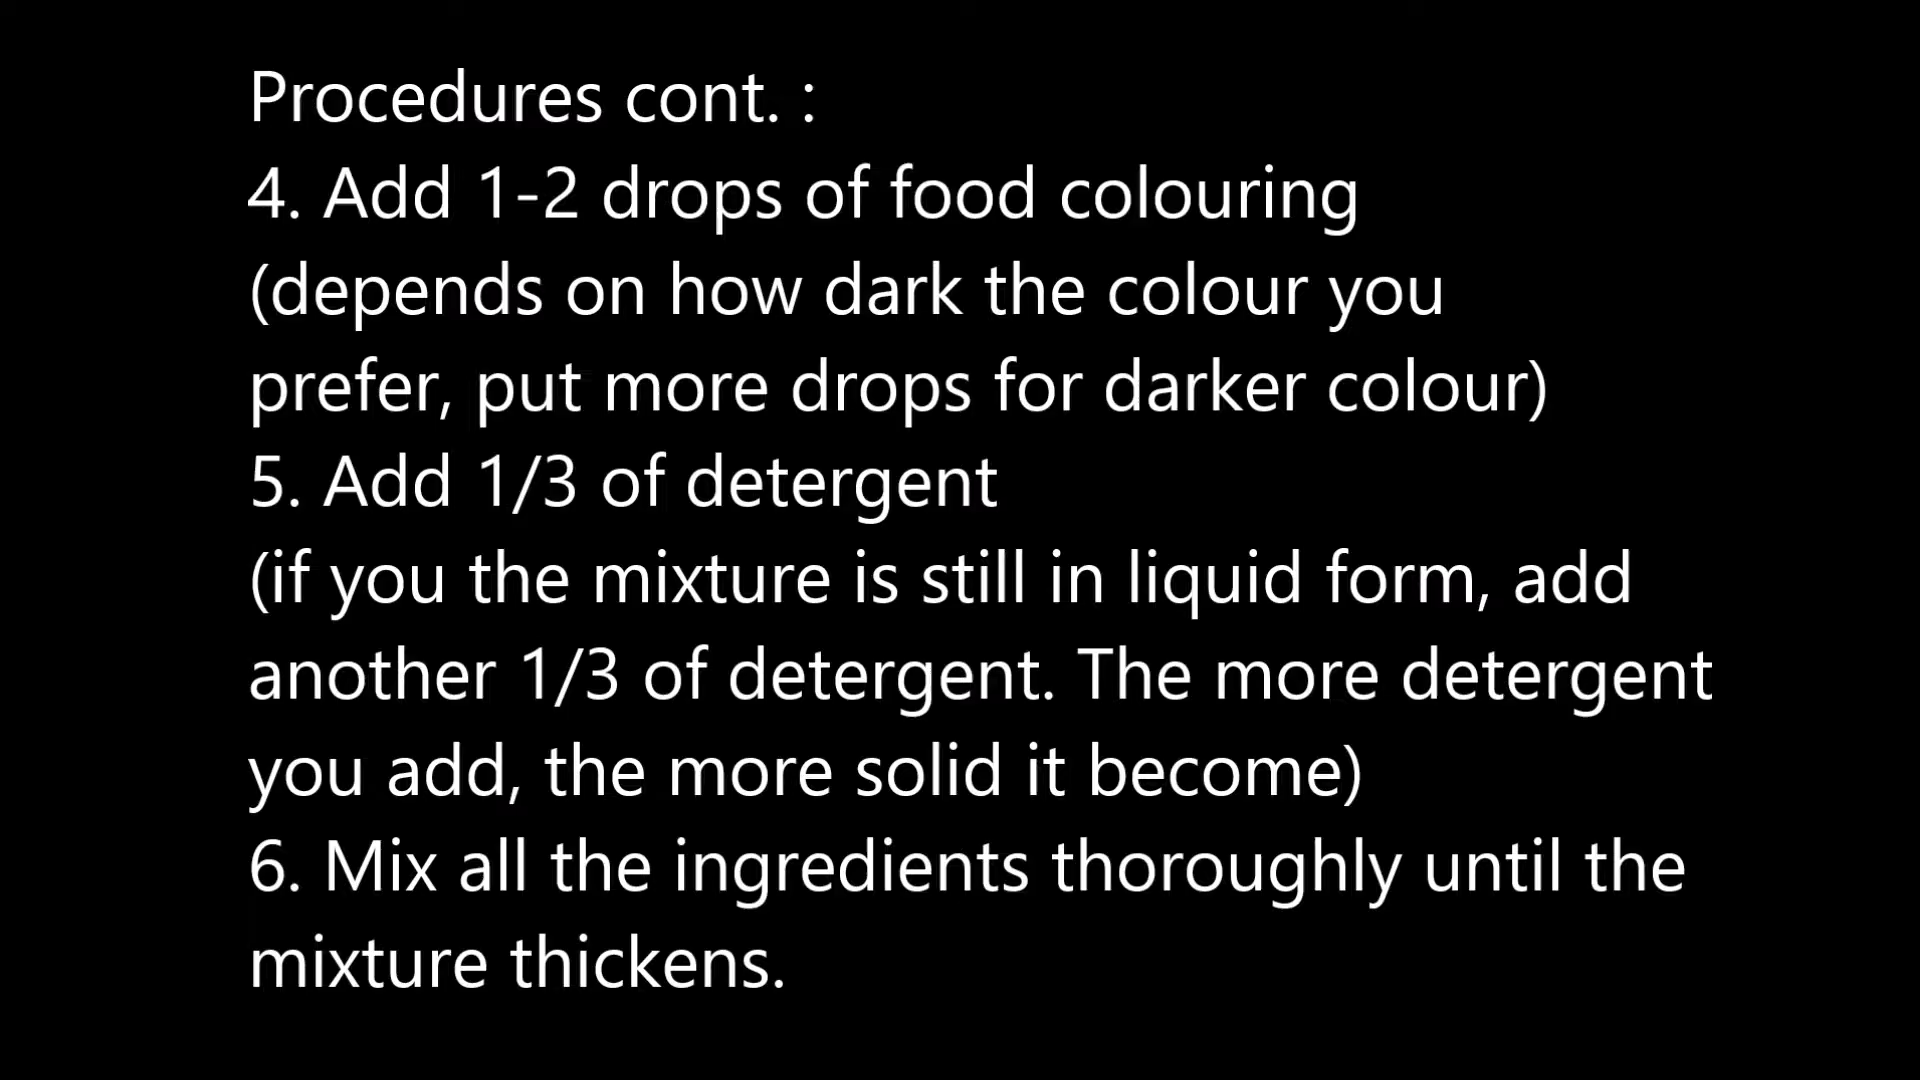 Procedures cont. :
4. Add 1-2 drops of food colouring
(depends on how dark the colour you
prefer, put more drops for darker colour)
5. Add 1/3 of detergent
(if you the mixture is still in liquid form, add
another 1/3 of detergent. The more detergent
you add, the more solid it become)
6. Mix all the ingredients thoroughly until the
mixture thickens.